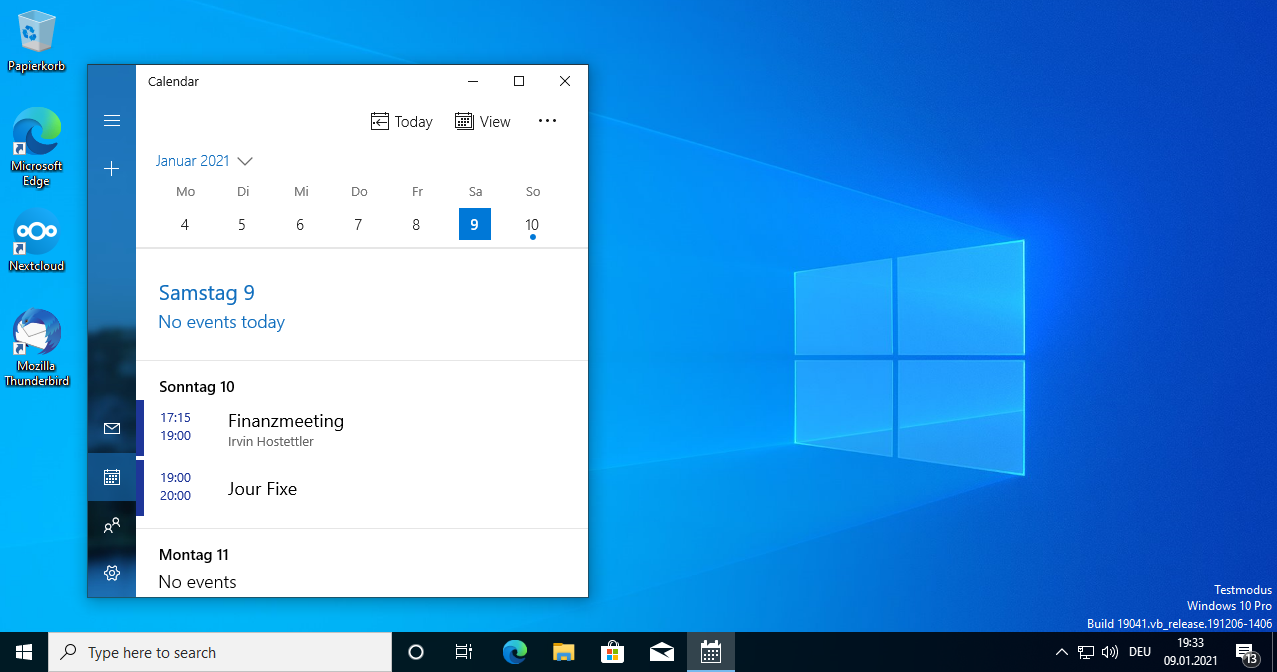 Papierkorb
Microsoft
Edge
Nextcloud
Mozilla
Thunderbird
Calendar
Today View
Januar 2021
Mo Di Mi Do Fr Sa So
4 5 6 7 8 9 10
Samstag 9
No events today
Sonntag 10
17:15 Finanzmeeting
19:00 Irvin Hostettler
19:00 Jour Fixe
20:00
Montag 11
No events
Testmodus
Windows 10 Pro
Build 19041.vb_release.191206-1406
Type here to search
DEU
19:33
09.01.2021
13